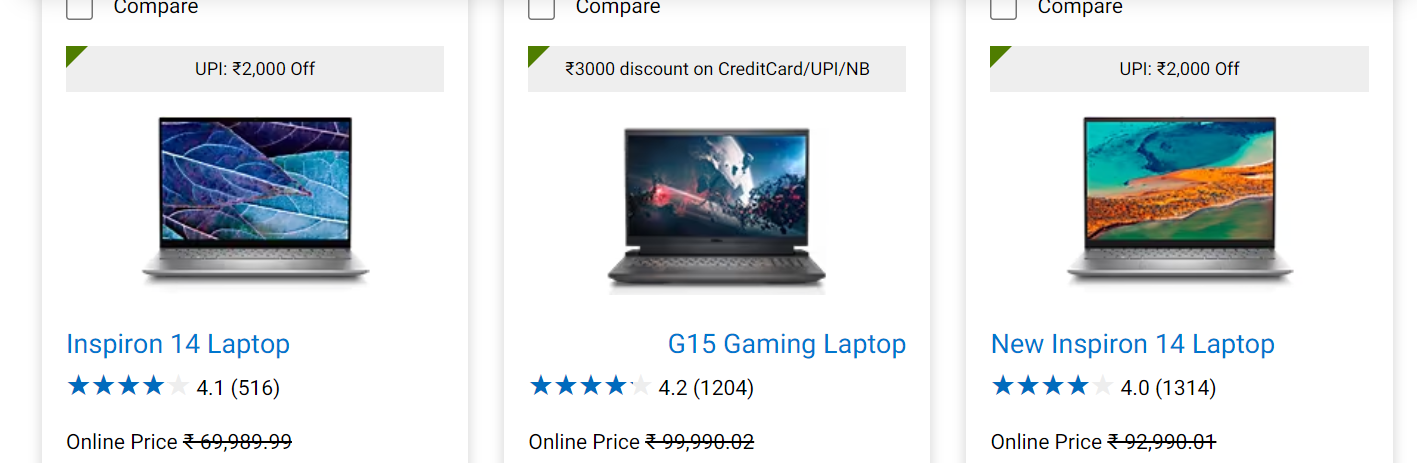 Compare
UPI: ₹2,000 Off
Inspiron 14 Laptop
4.1 (516)
Online Price ₹ 69,989.99
Compare
₹3000 discount on CreditCard/UPI/NB
G15 Gaming Laptop
4.2 (1204)
Online Price ₹ 99,990.02
Compare
UPI: ₹2,000 Off
New Inspiron 14 Laptop
4.0 (1314)
Online Price ₹ 92,990.01